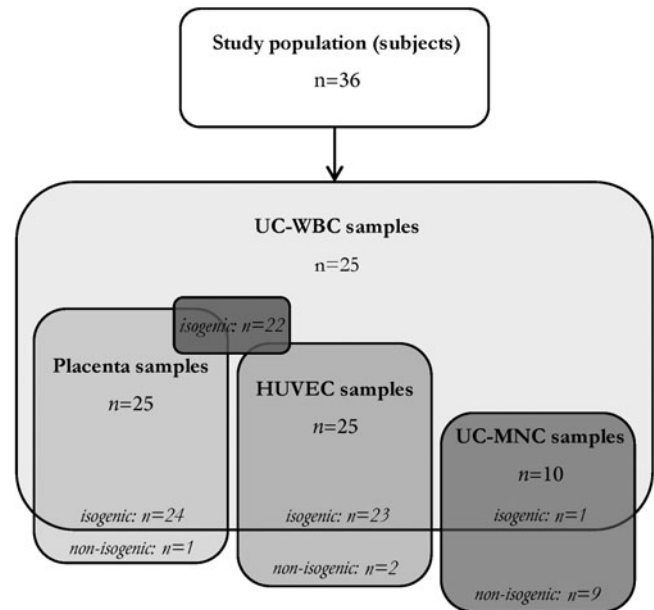 Study population (subjects)
n=36
UC-WBC samples
n=25
isogenic: n=22
Placenta samples
n=25
isogenic: n=24
non-isogenic: n=1
HUVEC samples
n=25
isogenic: n=23
non-isogenic: n=2
UC-MNC samples
n=10
isogenic: n=1
non-isogenic: n=9